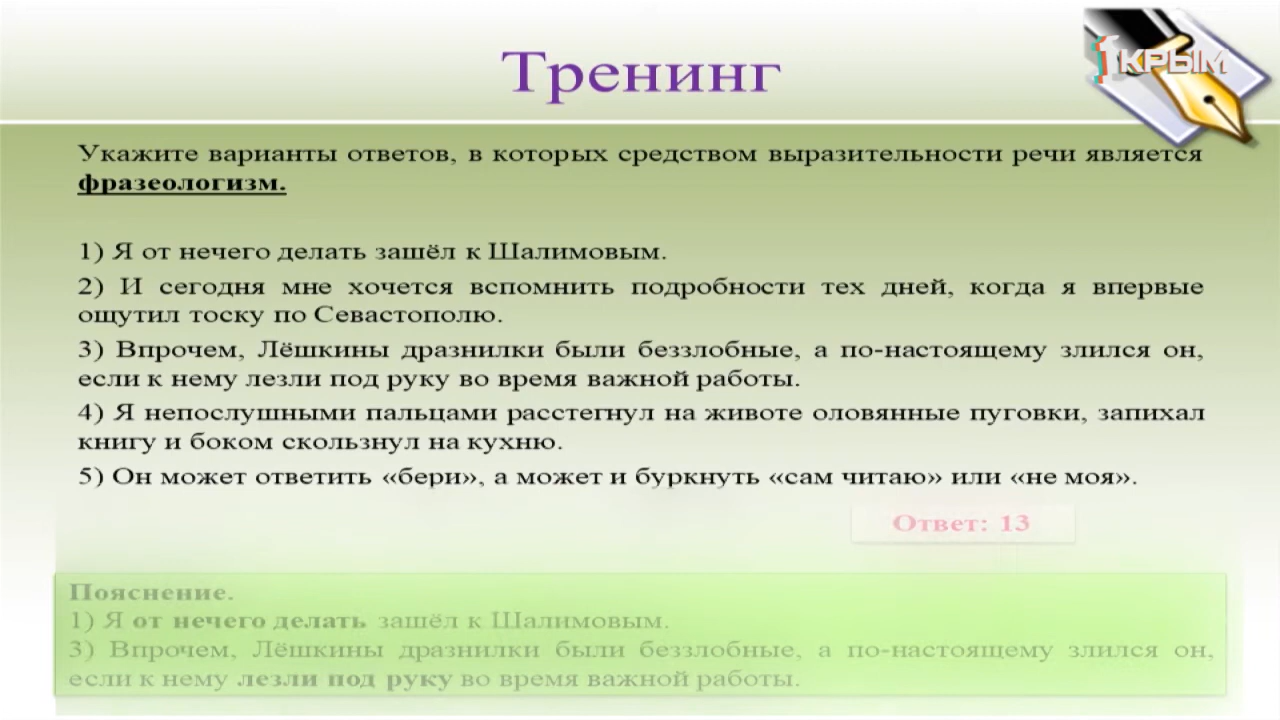 Тренинг
1КРЫМ
Укажите варианты ответов, в которых средством выразительности речи является
фразеологизм.
1) Я от нечего делать зашёл к Шалимовым.
2) И сегодня мне хочется вспомнить подробности тех дней, когда я впервые
ощутил тоску по Севастополю.
3) Впрочем, Лёшкины дразнилки были беззлобные, а по-настоящему злился он,
если к нему лезли под руку во время важной работы.
4) Я непослушными пальцами расстегнул на животе оловянные пуговки, запихал
книгу и боком скользнул на кухню.
5) Он может ответить «бери», а может и буркнуть «сам читаю» или «не моя».
Ответ: 13
Пояснение.
1) Я от нечего делать зашёл к Шалимовым.
3) Впрочем, Лёшкины дразнилки были беззлобные, а по-настоящему злился он,
если к нему лезли под руку во время важной работы.